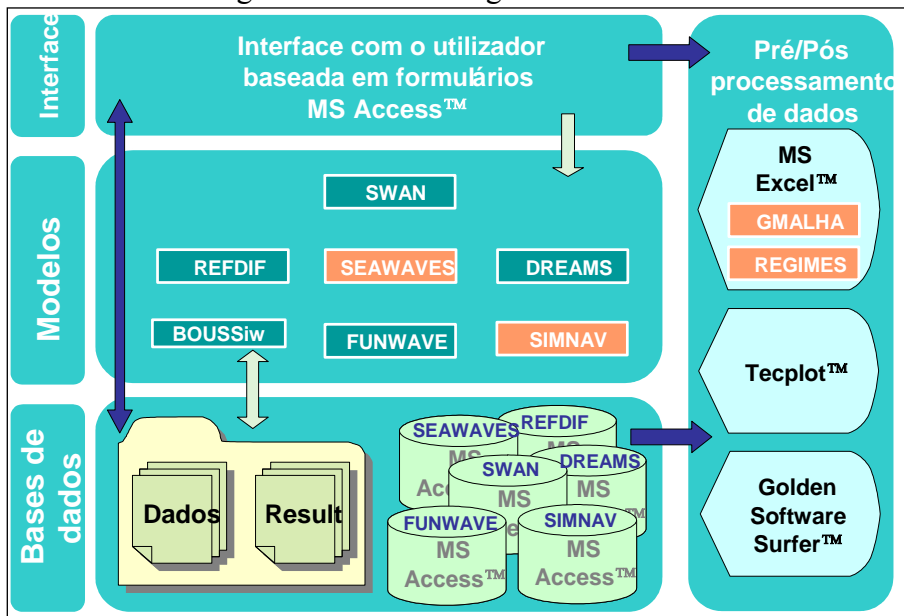 Interface
Interface com o utilizador
baseada em formulários
MS Access™
Pré/Pós
processamento
de dados
MS
Excel™
GMALHA
REGIMES
Tecplot™
Golden
Software
Surfer™
Modelos
SWAN
REFDIF
SEAWAVES
DREAMS
BOUSSiw
FUNWAVE
SIMNAV
Bases de
dados
Dados
Result
SEAWAVES
MS
REFDIF
MS
SWAN
MS
DREAMS
MS
FUNWAVE
MS
Access™
SIMNAV
MS
Access™